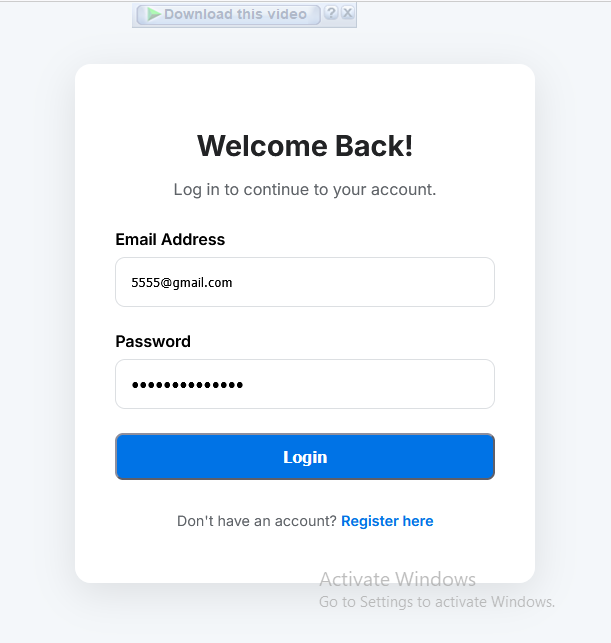 Download this video ? X
Welcome Back!
Log in to continue to your account.
Email Address
5555@gmail.com
Password
••••••••••••••
Login
Don't have an account? Register here
Activate Windows
Go to Settings to activate Windows.